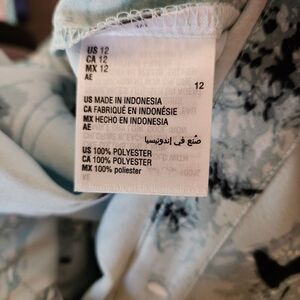 US 12
CA 12
MX 12
AE
12
US MADE IN INDONESIA
CA FABRIQUÉ EN INDONÉSIE
MX HECHO EN INDONESIA
AE
صُنع في إندونيسيا
US 100% POLYESTER
CA 100% POLYESTER
MX 100% poliester